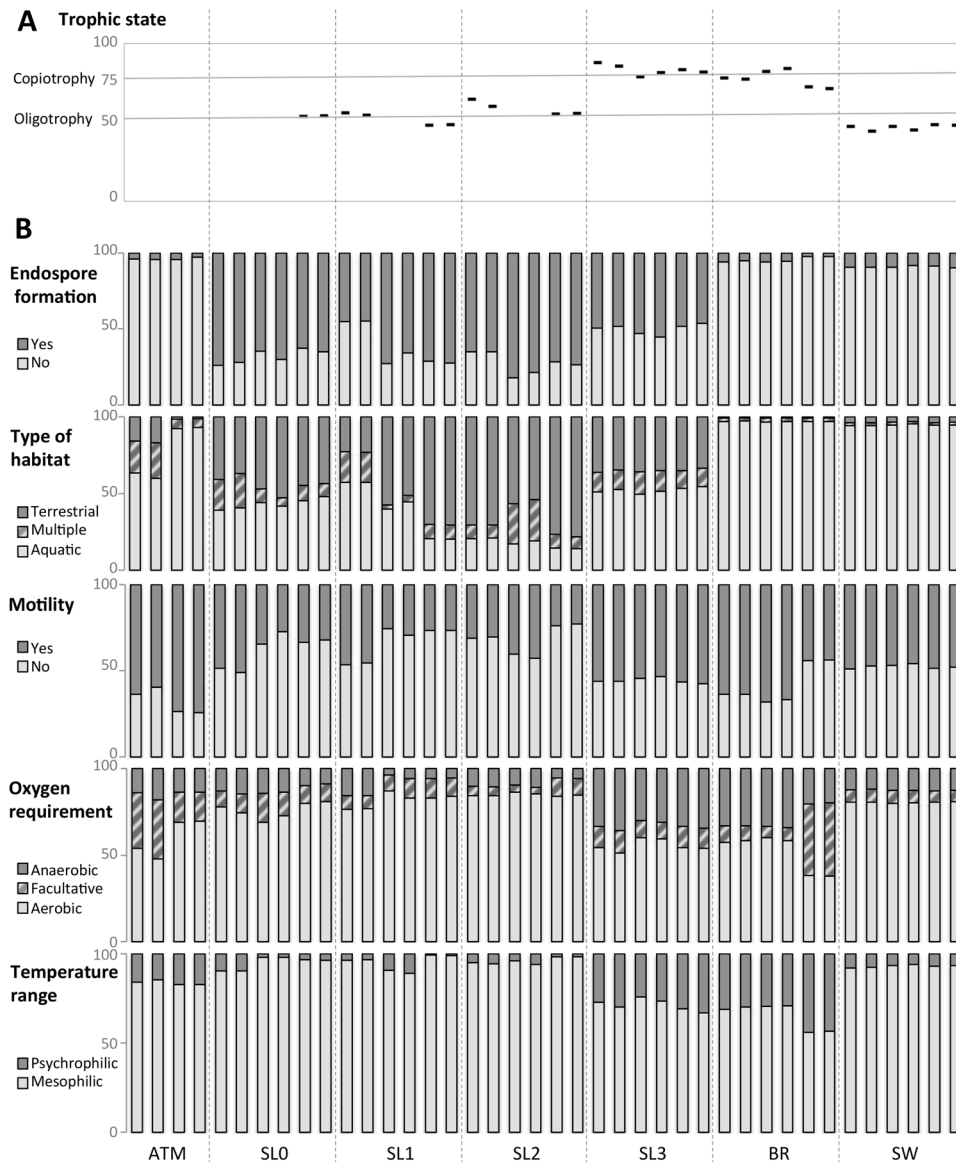 A Trophic state
100
Copiotrophy 75
Oligotrophy 50
0
B
100
Endospore
formation
50
Yes
No
0
100
Type of
habitat
50
Terrestrial
Multiple
Aquatic
0
100
Motility
Yes
50
No
0
100
Oxygen
requirement
50
Anaerobic
Facultative
Aerobic
0
100
Temperature
range
50
Psychrophilic
Mesophilic
0
ATM SL0 SL1 SL2 SL3 BR SW